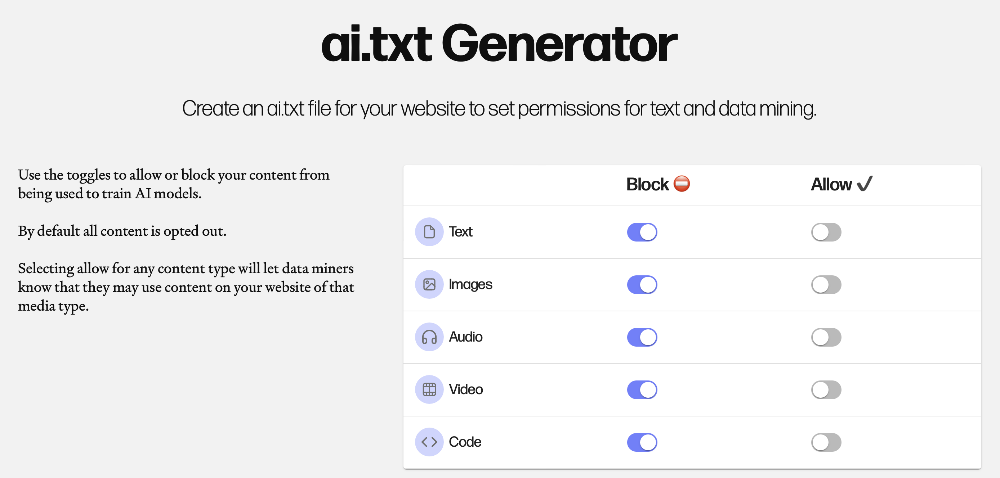 ai.txt Generator
Create an ai.txt file for your website to set permissions for text and data mining.
Use the toggles to allow or block your content from
being used to train AI models.
By default all content is opted out.
Selecting allow for any content type will let data miners
know that they may use content on your website of that
media type.
Block ⛔ Allow ✔
Text
Images
Audio
Video
Code